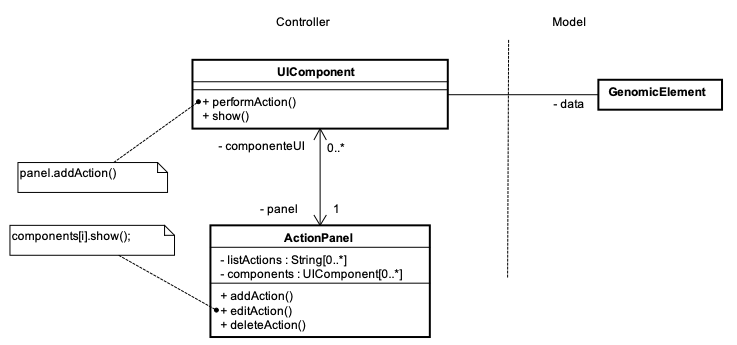 Controller
Model
UIComponent
+ performAction()
+ show()
GenomicElement
- data
- componenteUI
0..*
panel.addAction()
- panel
1
components[i].show();
ActionPanel
- listActions : String[0..*]
- components : UIComponent[0..*]
+ addAction()
+ editAction()
+ deleteAction()